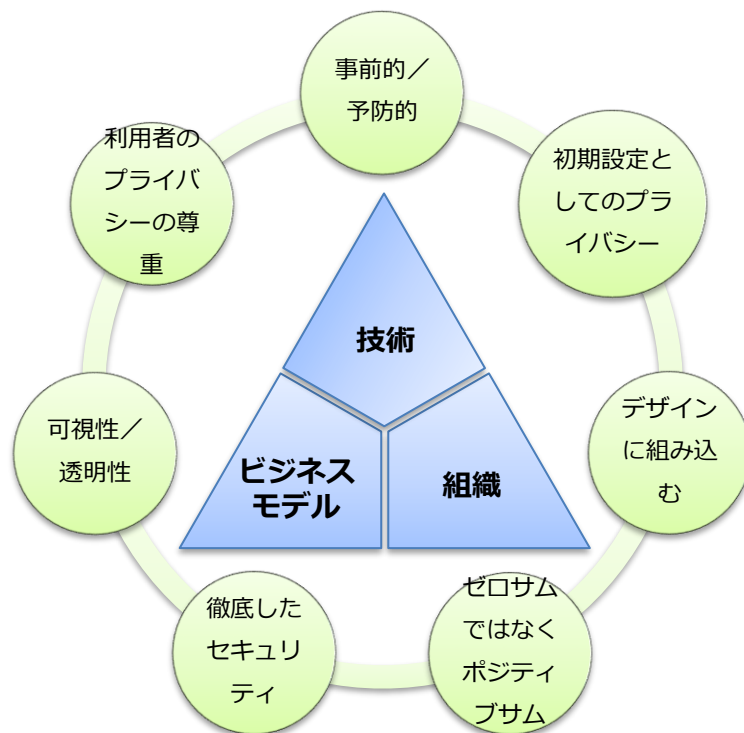 事前的／
予防的
初期設定と
してのプラ
イバシー
デザイン
に組み込
む
ゼロサム
ではなく
ポジティ
ブサム
徹底した
セキュリ
ティ
可視性／
透明性
利用者の
プライバ
シーの尊
重
技術
ビジネス
モデル
組織